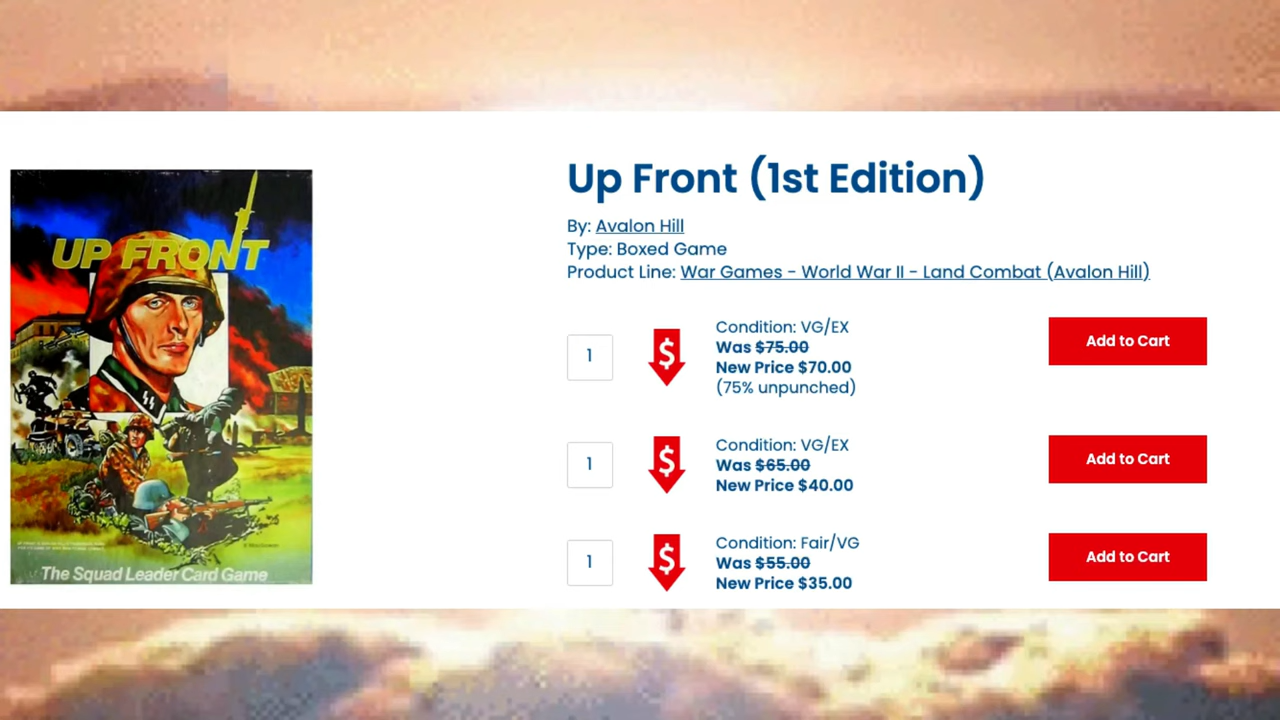 UP FRONT
The Squad Leader Card Game
Up Front (1st Edition)
By: Avalon Hill
Type: Boxed Game
Product Line: War Games - World War II - Land Combat (Avalon Hill)
1
$
Condition: VG/EX
Was $75.00
New Price $70.00
(75% unpunched)
Add to Cart
1
$
Condition: VG/EX
Was $65.00
New Price $40.00
Add to Cart
1
$
Condition: Fair/VG
Was $55.00
New Price $35.00
Add to Cart